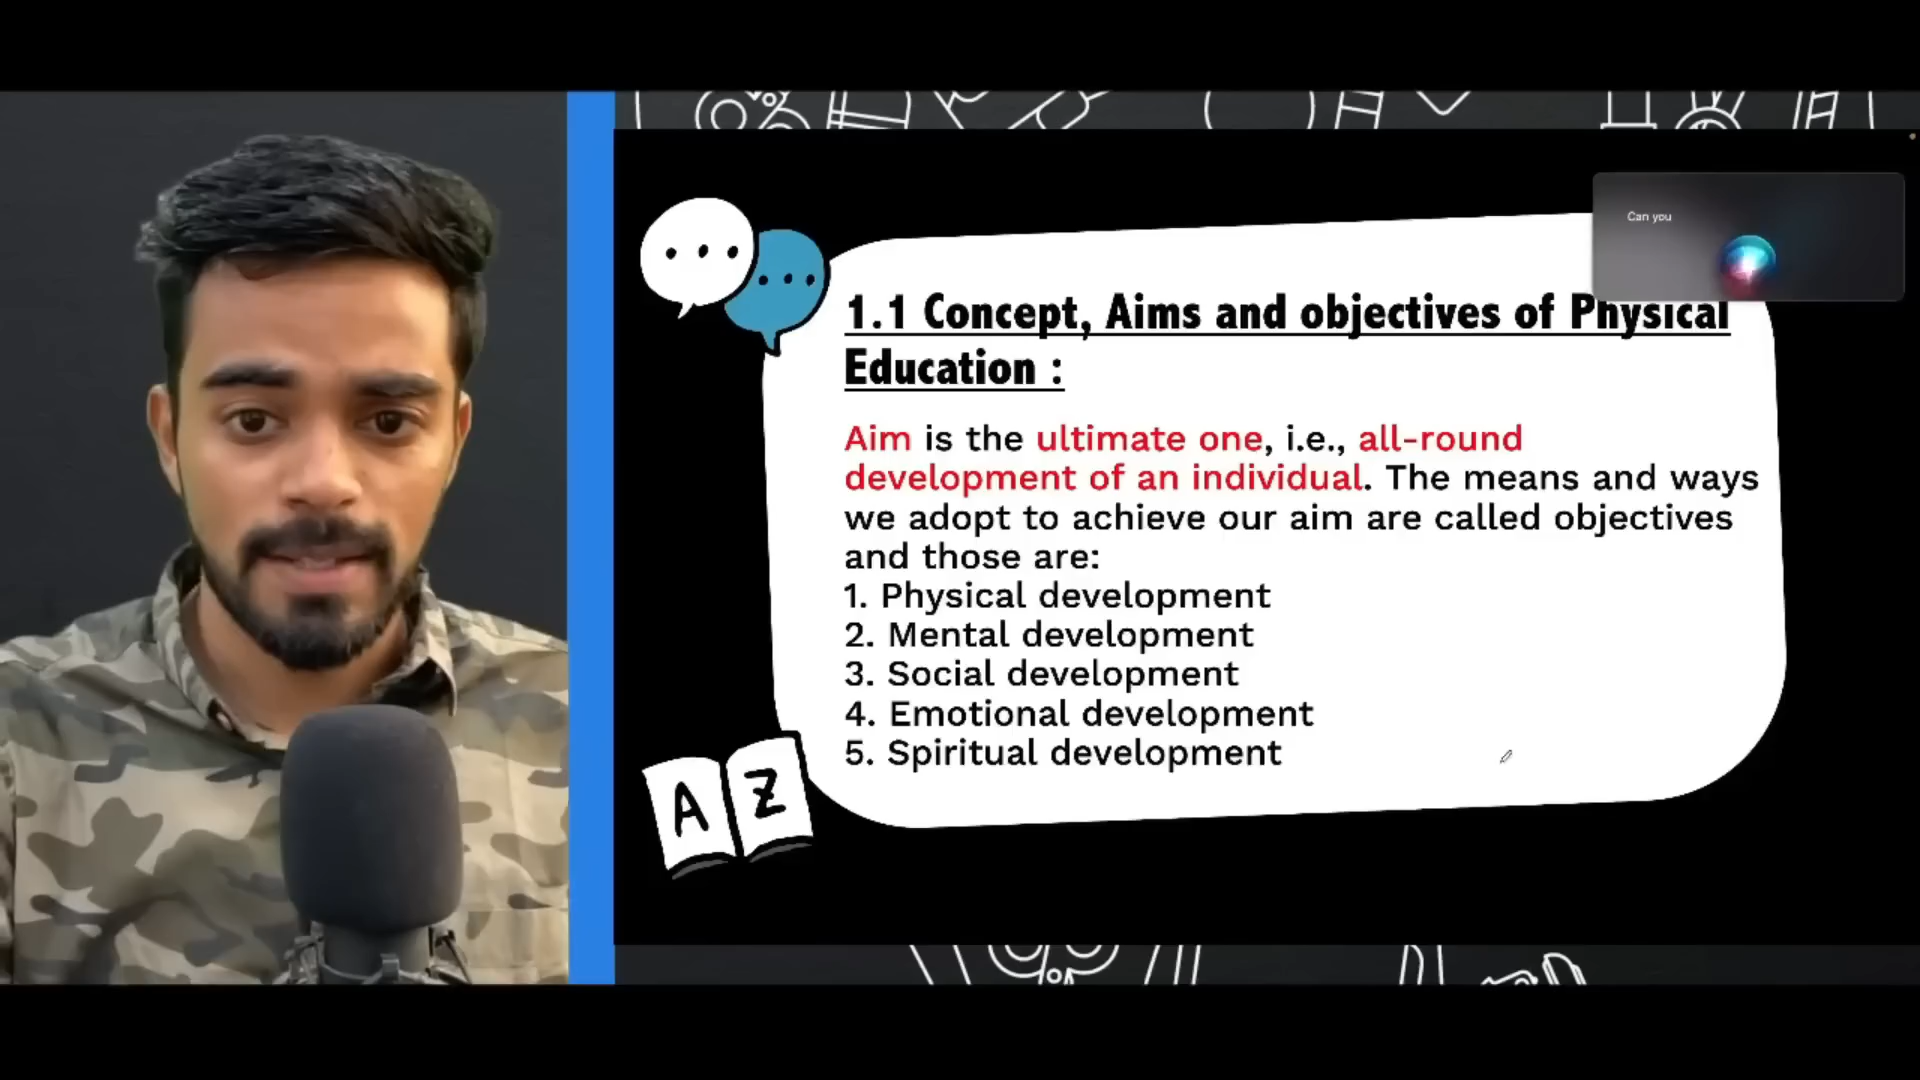 Can you
1.1 Concept, Aims and objectives of Physical
Education :
Aim is the ultimate one, i.e., all-round
development of an individual. The means and ways
we adopt to achieve our aim are called objectives
and those are:
1. Physical development
2. Mental development
3. Social development
4. Emotional development
5. Spiritual development
A Z